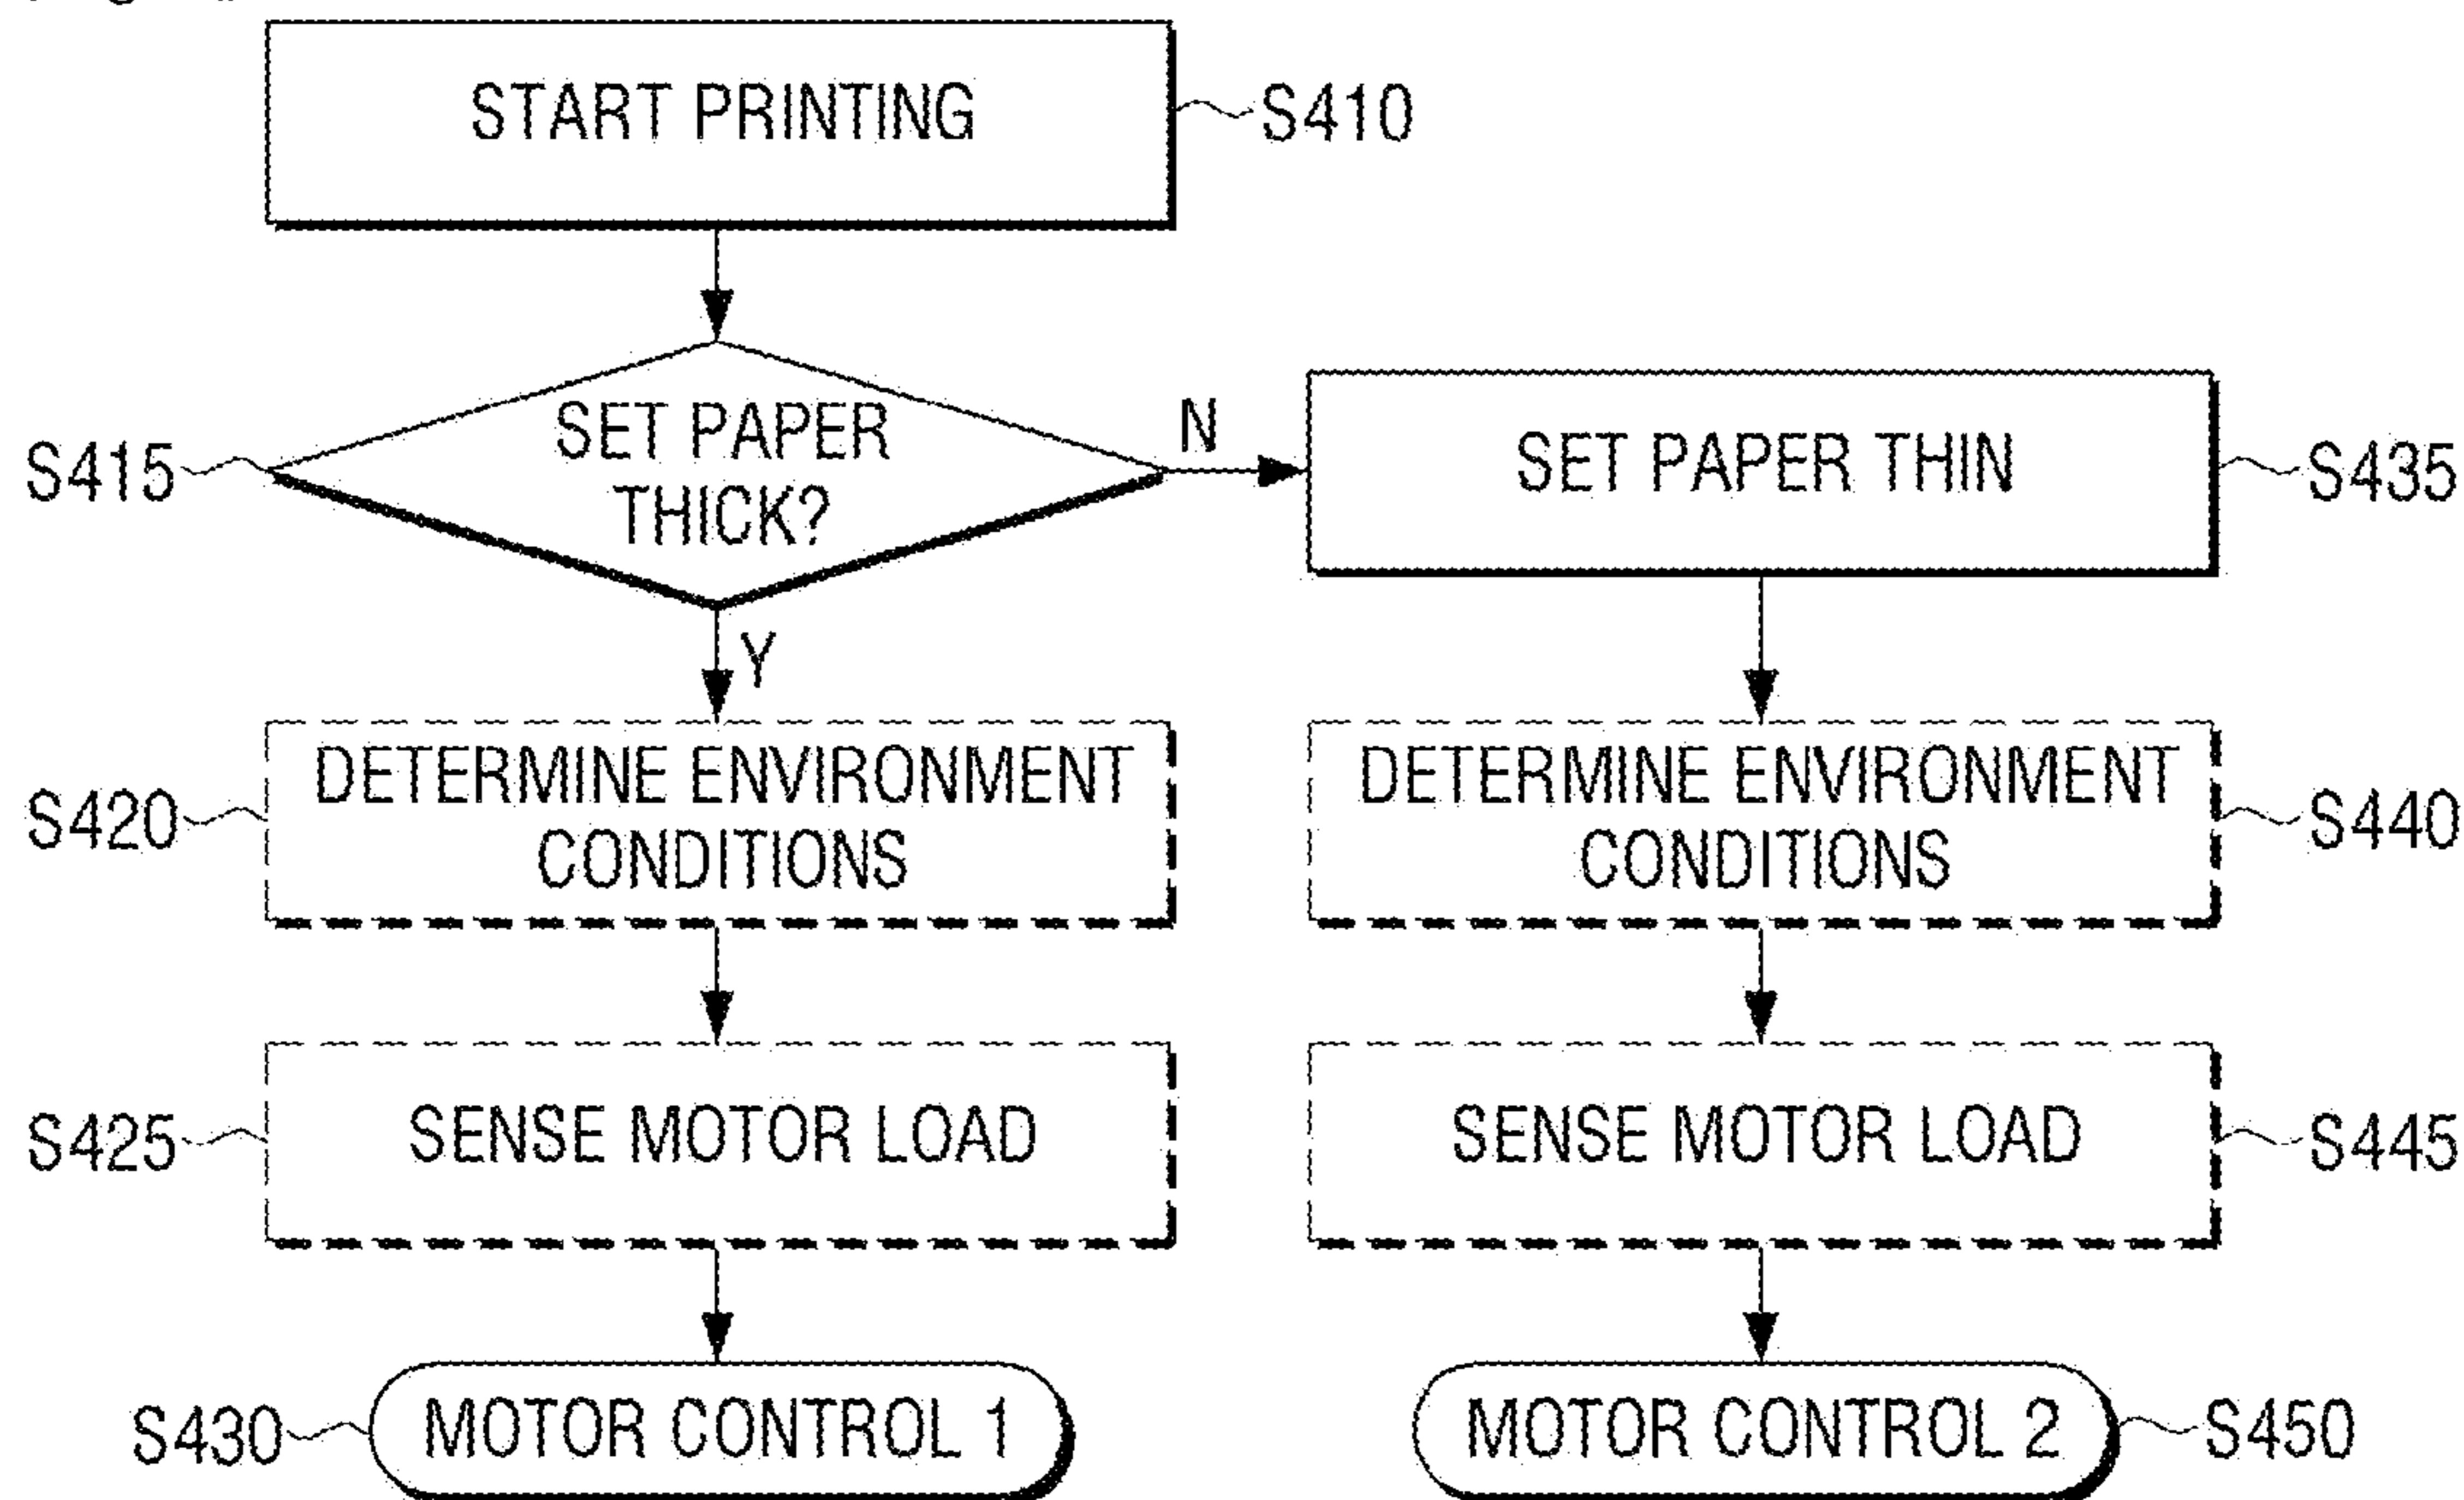 START PRINTING
S410
S415
SET PAPER
THICK?
N
SET PAPER THIN
S435
Y
S420
DETERMINE ENVIRONMENT
CONDITIONS
DETERMINE ENVIRONMENT
CONDITIONS
S440
S425
SENSE MOTOR LOAD
SENSE MOTOR LOAD
S445
S430
MOTOR CONTROL 1
MOTOR CONTROL 2
S450